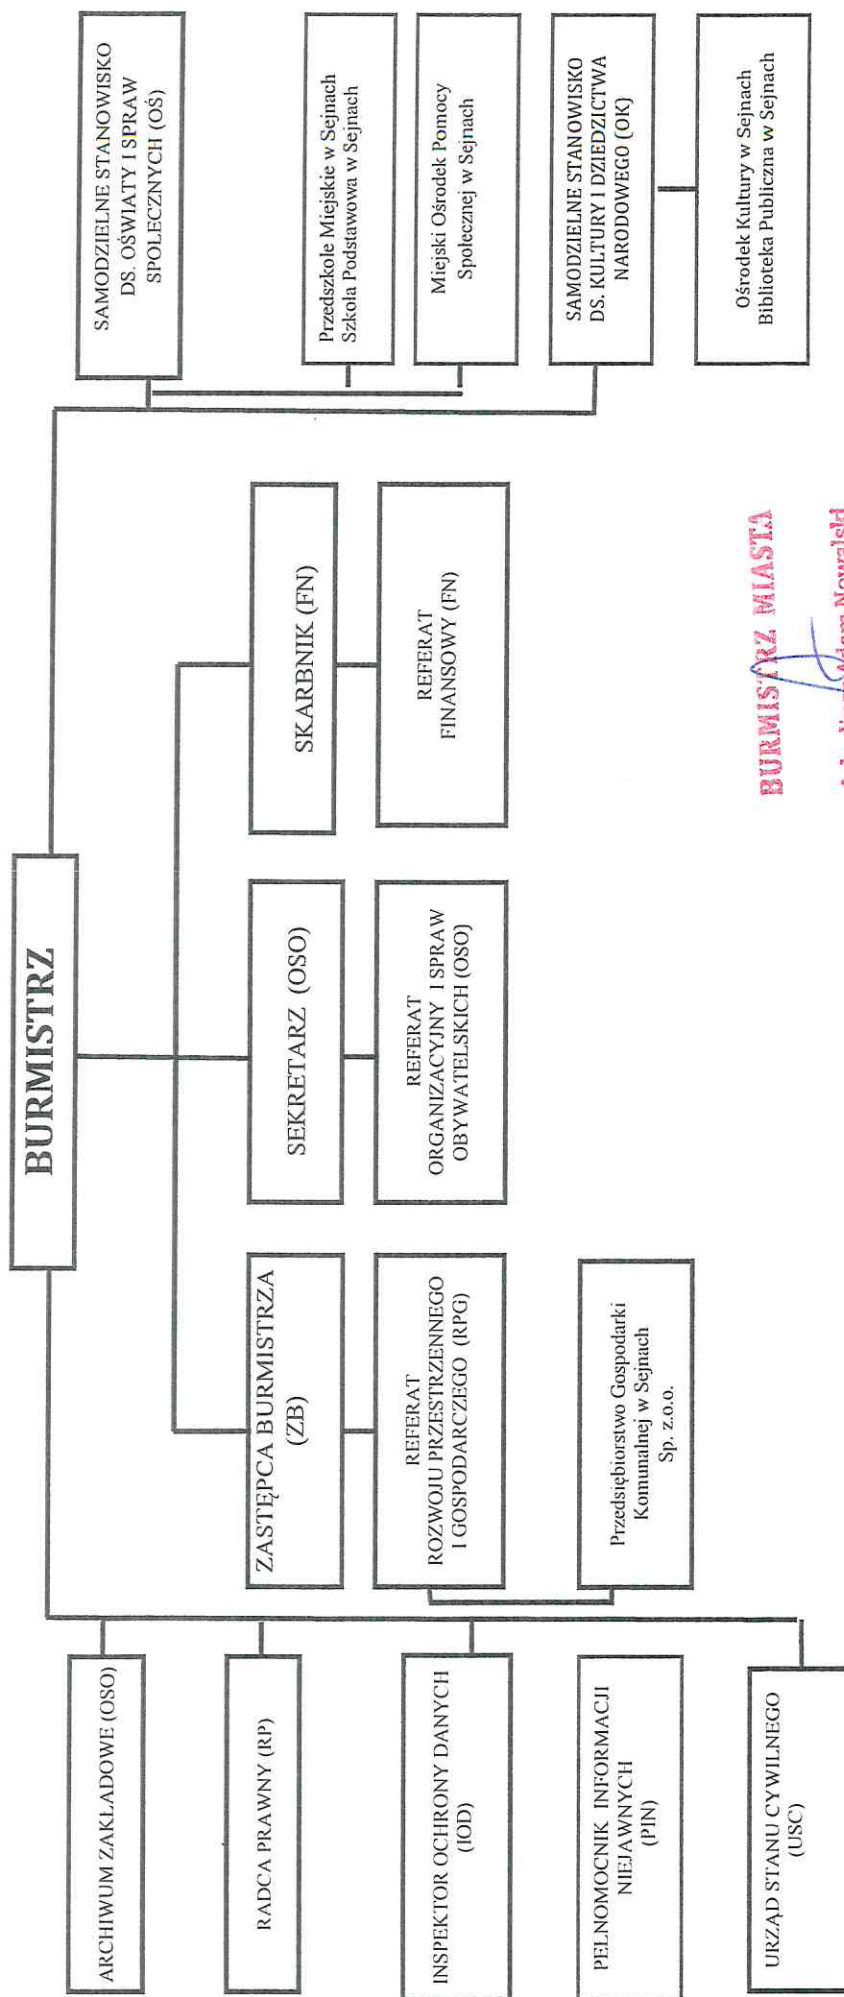 BURMISTRZ
ARCHIWUM ZAKŁADOWE (OSO)
RADCA PRAWNY (RP)
INSPEKTOR OCHRONY DANYCH
(IOD)
PEŁNOMOCNIK INFORMACJI
NIEJAWNYCH
(PIN)
URZĄD STANU CYWILNEGO
(USC)
ZASTĘPCA BURMISTRZA
(ZB)
REFERAT
ROZWOJU PRZESTRZENNEGO
I GOSPODARCZEGO (RPG)
Przedsiębiorstwo Gospodarki
Komunalnej w Sejnach
Sp. z.o.o.
SEKRETARZ (OSO)
REFERAT
ORGANIZACYJNY I SPRAW
OBYWATELSKICH (OSO)
SKARBNIK (FN)
REFERAT
FINANSOWY (FN)
SAMODZIELNE STANOWISKO
DS. OŚWIATY I SPRAW
SPOŁECZNYCH (OŚ)
Przedszkole Miejskie w Sejnach
Szkoła Podstawowa w Sejnach
Miejski Ośrodek Pomocy
Społecznej w Sejnach
SAMODZIELNE STANOWISKO
DS. KULTURY I DZIEDZICTWA
NARODOWEGO (OK)
Ośrodek Kultury w Sejnach
Biblioteka Publiczna w Sejnach
BURMISTRZ MIASTA
Adam Nowalski